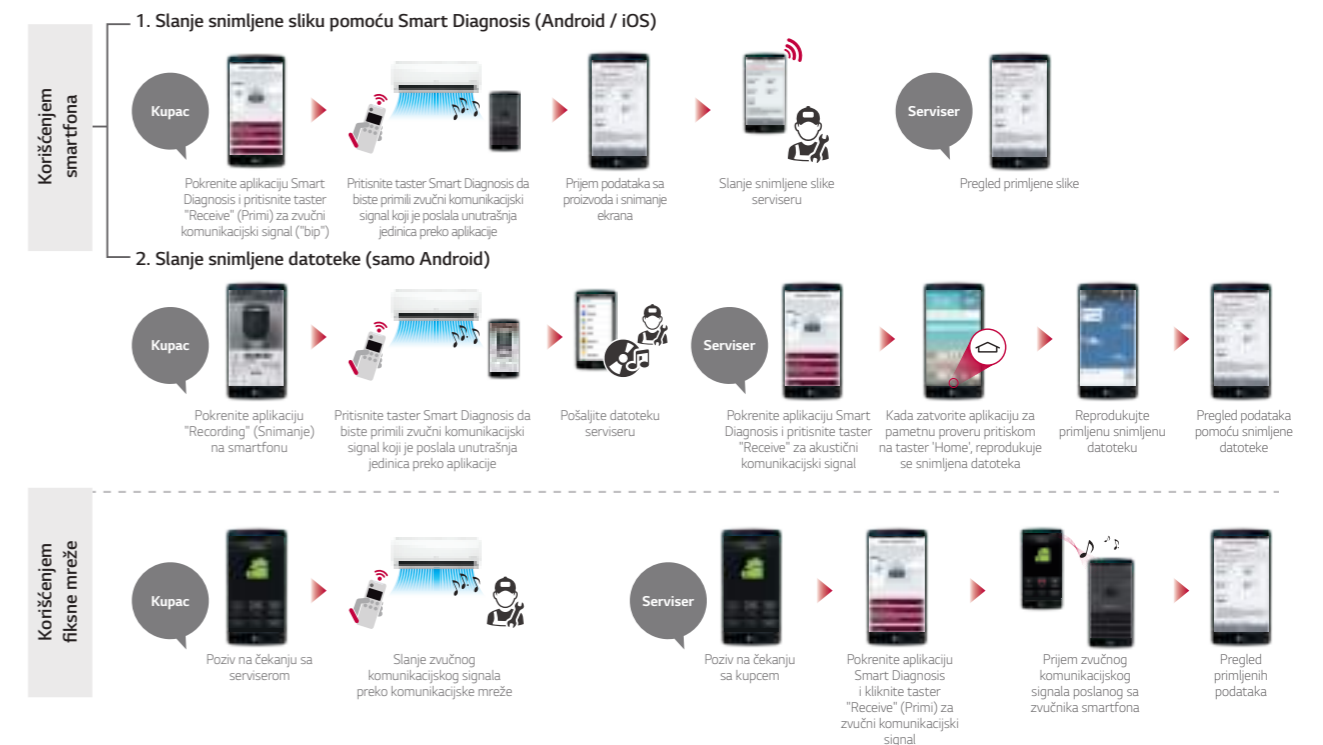 Korišćenjem
smartfona
1. Slanje snimljene sliku pomoću Smart Diagnosis (Android / iOS)
Kupac
Pokrenite aplikaciju Smart
Diagnosis i pritisnite taster
"Receive" (Primi) za zvučni
komunikacijski signal ("bip")
Pritisnite taster Smart Diagnosis da
biste primili zvučni komunikacijski
signal koji je poslala unutrašnja
jedinica preko aplikacije
Prijem podataka sa
proizvoda i snimanje
ekrana
Slanje snimljene slike
serviseru
Serviser
Pregled primljene slike
2. Slanje snimljene datoteke (samo Android)
Kupac
Pokrenite aplikaciju
"Recording" (Snimanje)
na smartfonu
Pritisnite taster Smart Diagnosis da
biste primili zvučni komunikacijski
signal koji je poslala unutrašnja
jedinica preko aplikacije
Pošaljite datoteku
serviseru
Serviser
Pokrenite aplikaciju Smart
Diagnosis i pritisnite taster
"Receive" za akustični
komunikacijski signal
Kada zatvorite aplikaciju za
pametnu proveru pritiskom
na taster 'Home', reprodukuje
se snimljena datoteka
Reprodukujte
primljenu snimljenu
datoteku
Pregled podataka
pomoću snimljene
datoteke
Korišćenjem
fiksne mreže
Kupac
Poziv na čekanju sa
serviserom
Slanje zvučnog
komunikacijskog signala
preko komunikacijske mreže
Serviser
Poziv na čekanju
sa kupcem
Pokrenite aplikaciju
Smart Diagnosis
i kliknite taster
"Receive" (Primi) za
zvučni komunikacijski
signal
Prijem zvučnog
komunikacijskog
signala poslanog sa
zvučnika smartfona
Pregled
primljenih
podataka